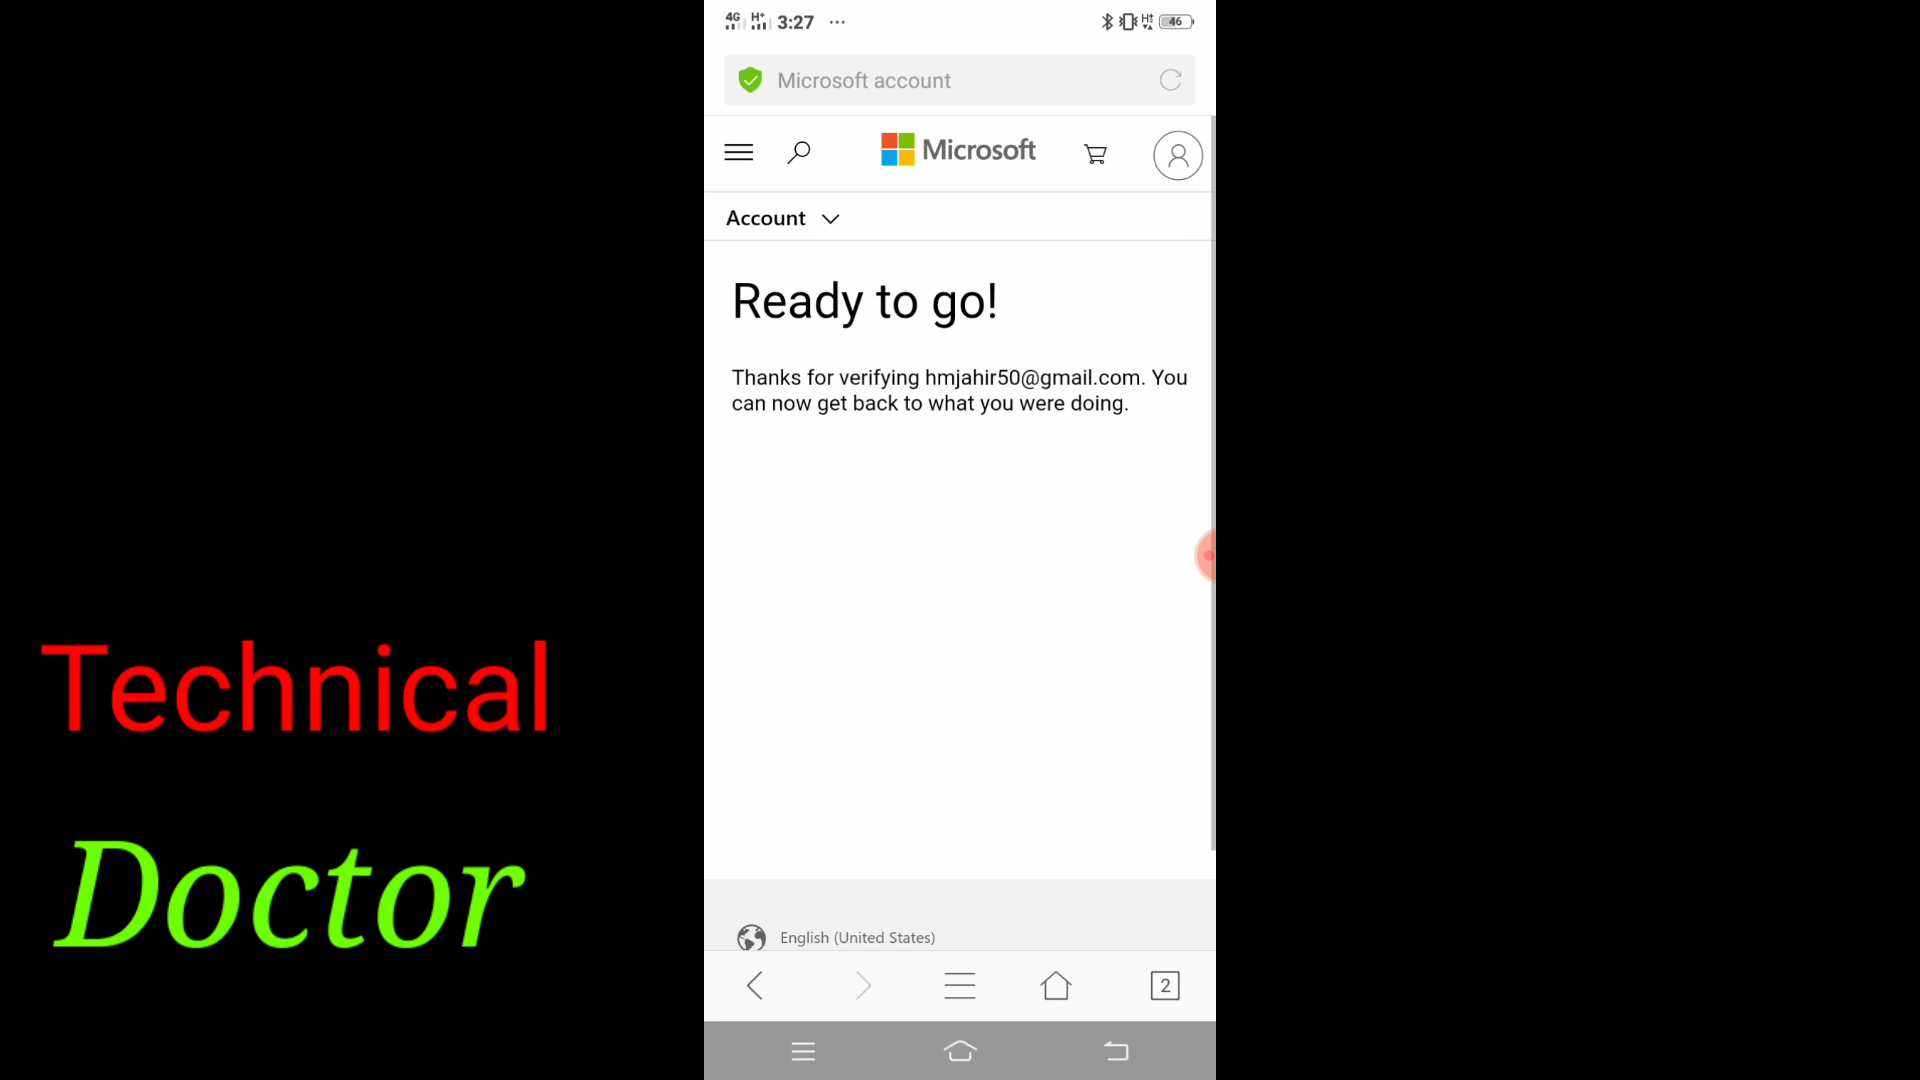 4G H+ 3:27 ...
46
Microsoft account
Microsoft
Account
Ready to go!
Thanks for verifying hmjahir50@gmail.com. You
can now get back to what you were doing.
Technical
Doctor
English (United States)
2